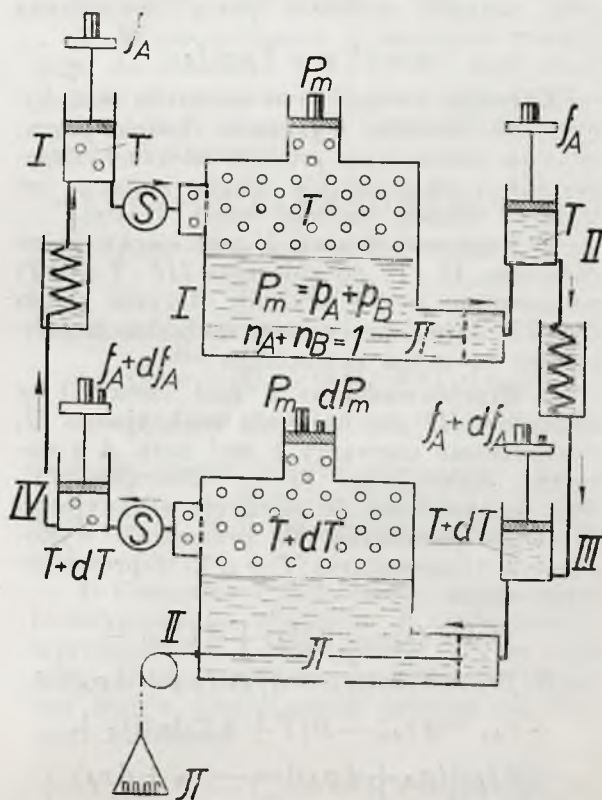 f_A
P_m
f_A
I
T
S
T
T
II
I
P_m = p_A + p_B
n_A + n_B = 1
Π
f_A + df_A
P_m dP_m
f_A + df_A
IV
S
T+dT
T+dT
III
T+dT
II
Π
Π